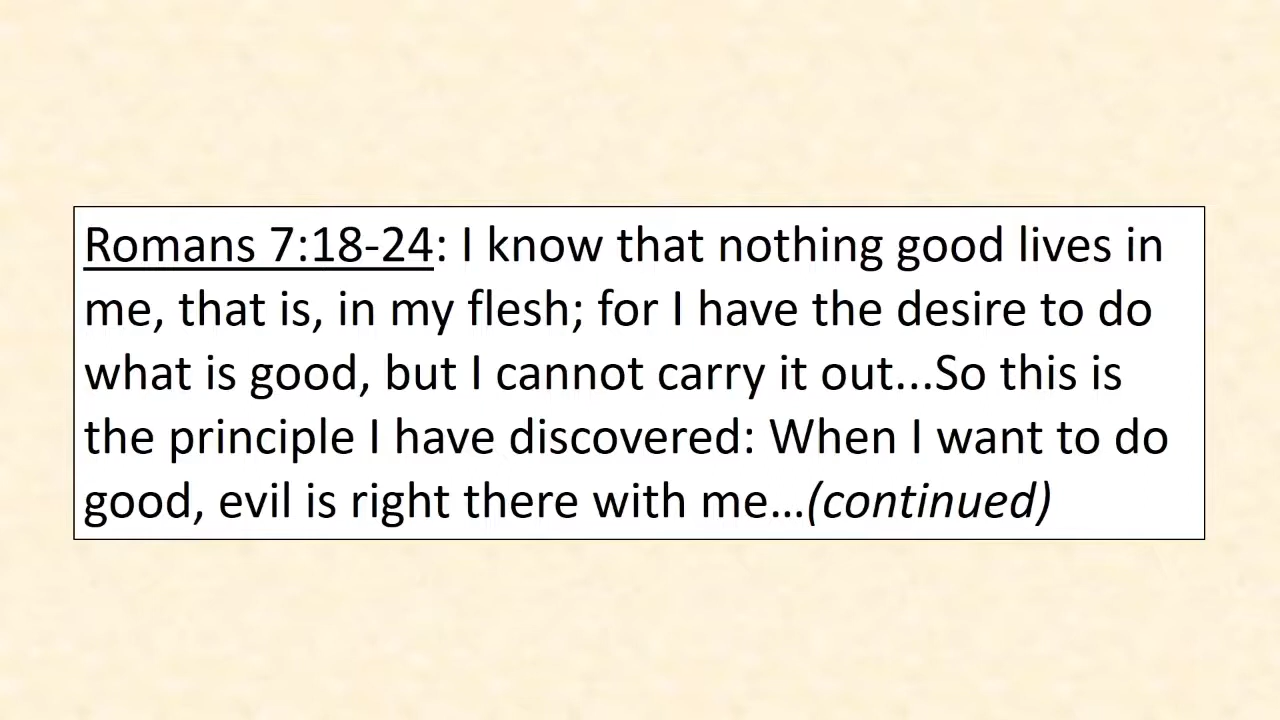 Romans 7:18-24: I know that nothing good lives in
me, that is, in my flesh; for I have the desire to do
what is good, but I cannot carry it out...So this is
the principle I have discovered: When I want to do
good, evil is right there with me…(continued)